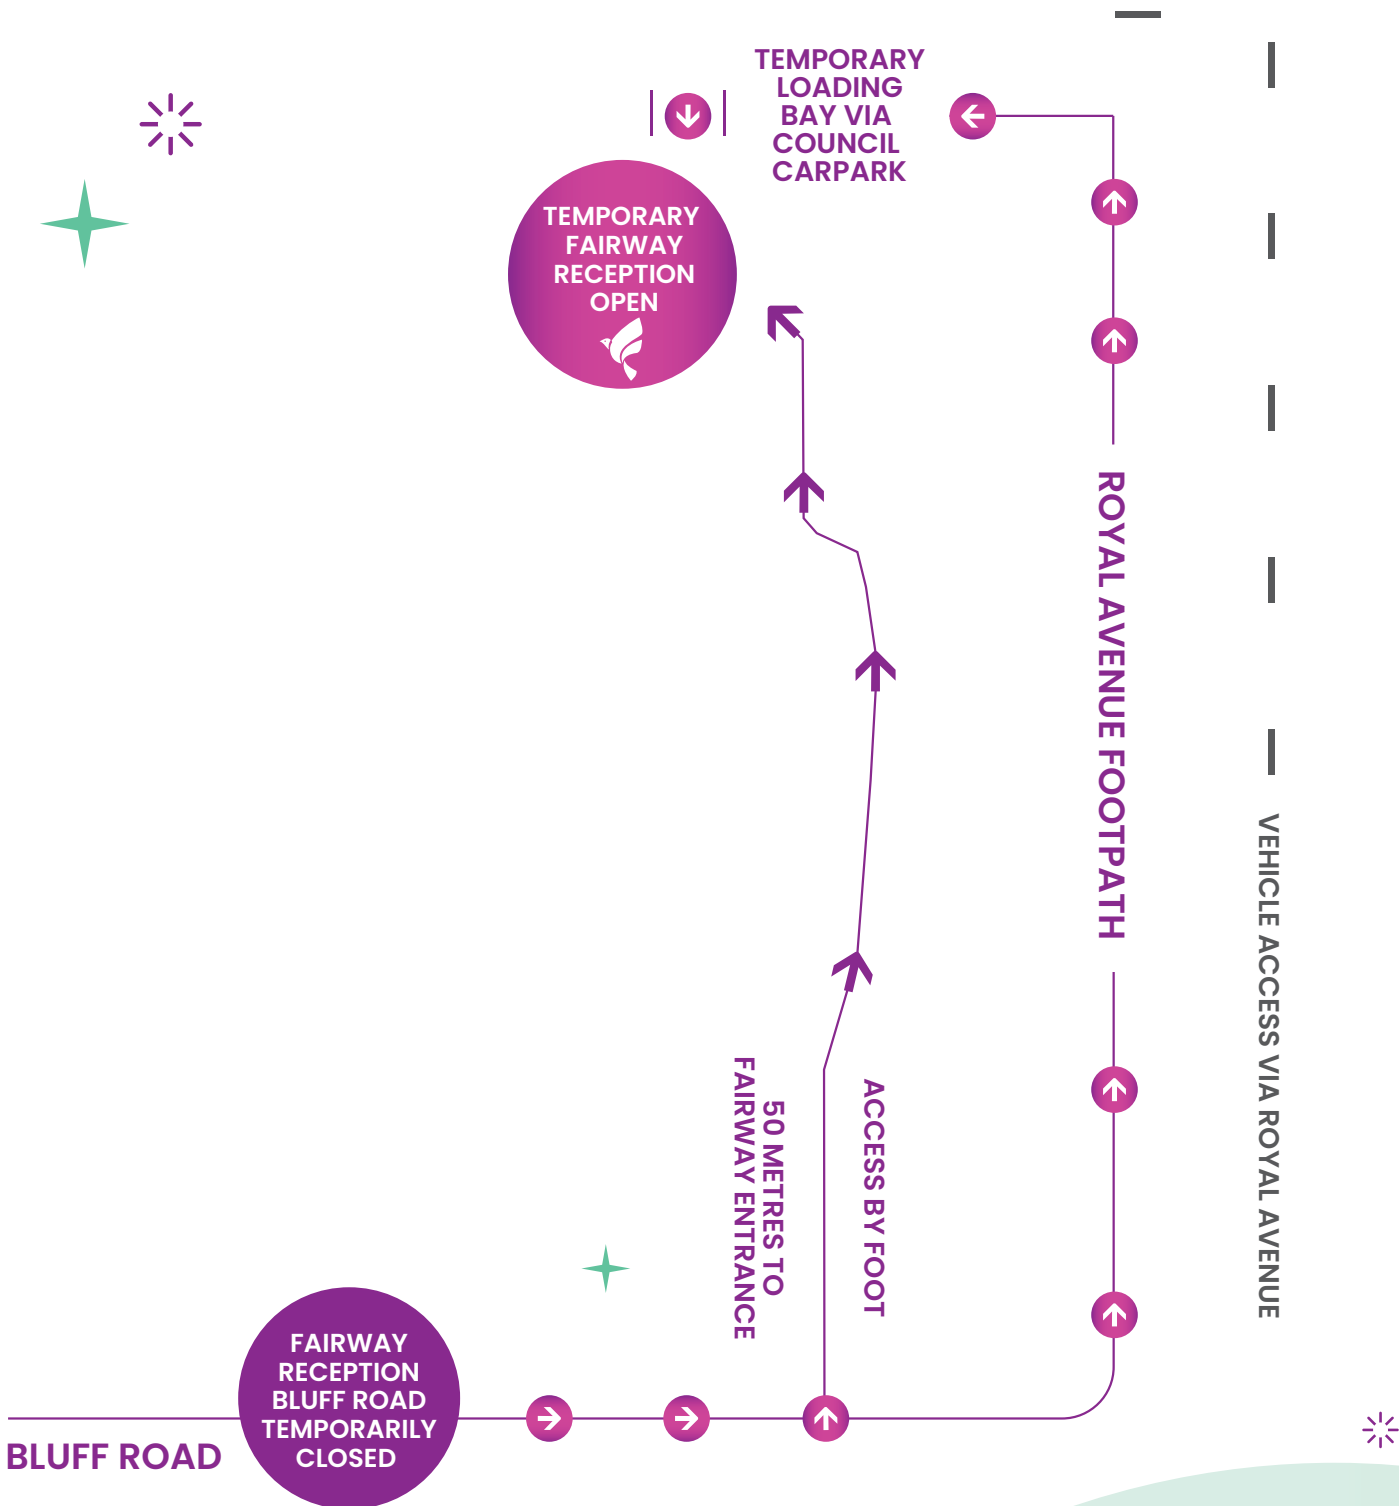 TEMPORARY
LOADING
BAY VIA
COUNCIL
CARPARK
TEMPORARY
FAIRWAY
RECEPTION
OPEN
ROYAL AVENUE FOOTPATH
VEHICLE ACCESS VIA ROYAL AVENUE
50 METRES TO
FAIRWAY ENTRANCE
ACCESS BY FOOT
FAIRWAY
RECEPTION
BLUFF ROAD
TEMPORARILY
CLOSED
BLUFF ROAD